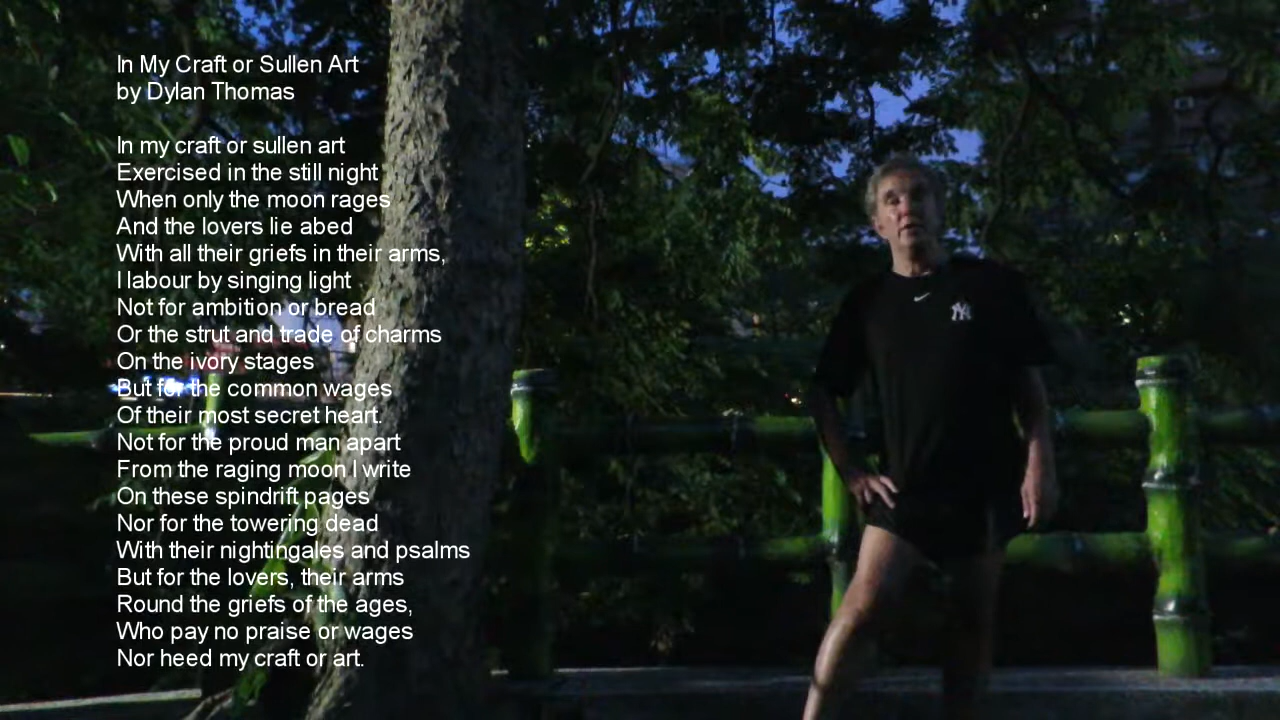 In My Craft or Sullen Art
by Dylan Thomas
In my craft or sullen art
Exercised in the still night
When only the moon rages
And the lovers lie abed
With all their griefs in their arms,
I labour by singing light
Not for ambition or bread
Or the strut and trade of charms
On the ivory stages
But for the common wages
Of their most secret heart.
Not for the proud man apart
From the raging moon I write
On these spindrift pages
Nor for the towering dead
With their nightingales and psalms
But for the lovers, their arms
Round the griefs of the ages,
Who pay no praise or wages
Nor heed my craft or art.
NY